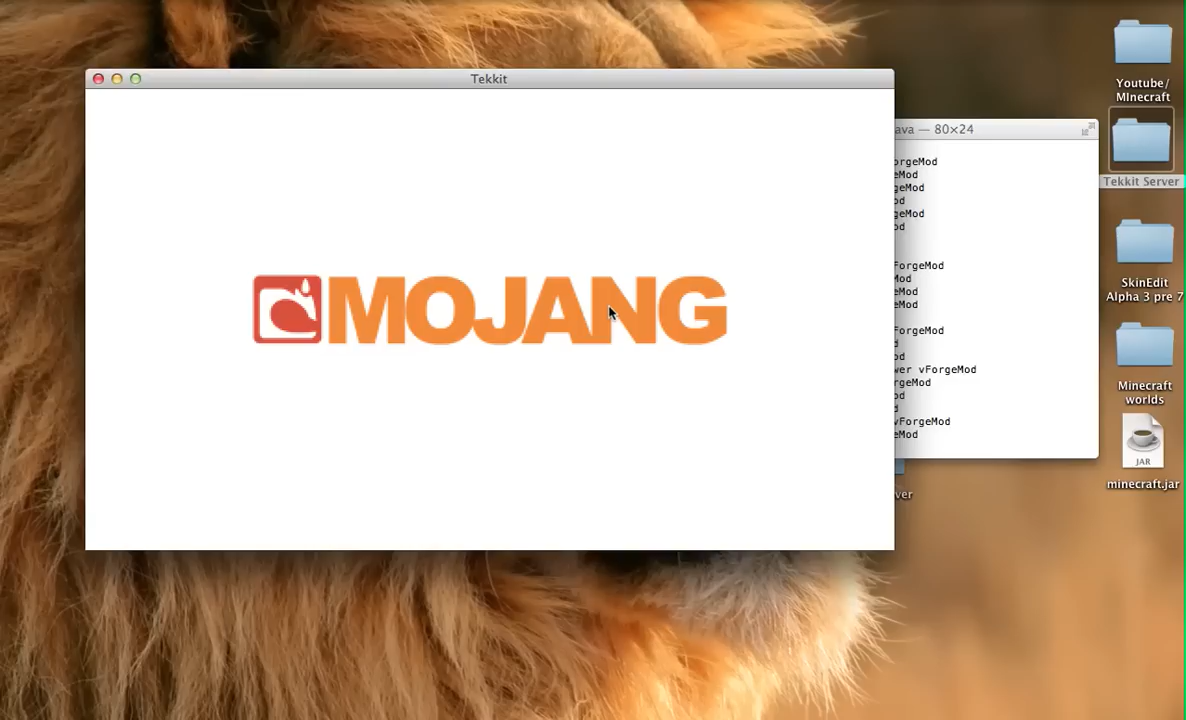 Tekkit
MOJANG
ava — 80×24
orgeMod
eMod
geMod
od
geMod
od
ForgeMod
Mod
eMod
eMod
ForgeMod
d
od
wer vForgeMod
rgeMod
od
d
vForgeMod
eMod
ver
Youtube/
MInecraft
Tekkit Server
SkinEdit
Alpha 3 pre 7
Minecraft
worlds
JAR
minecraft.jar